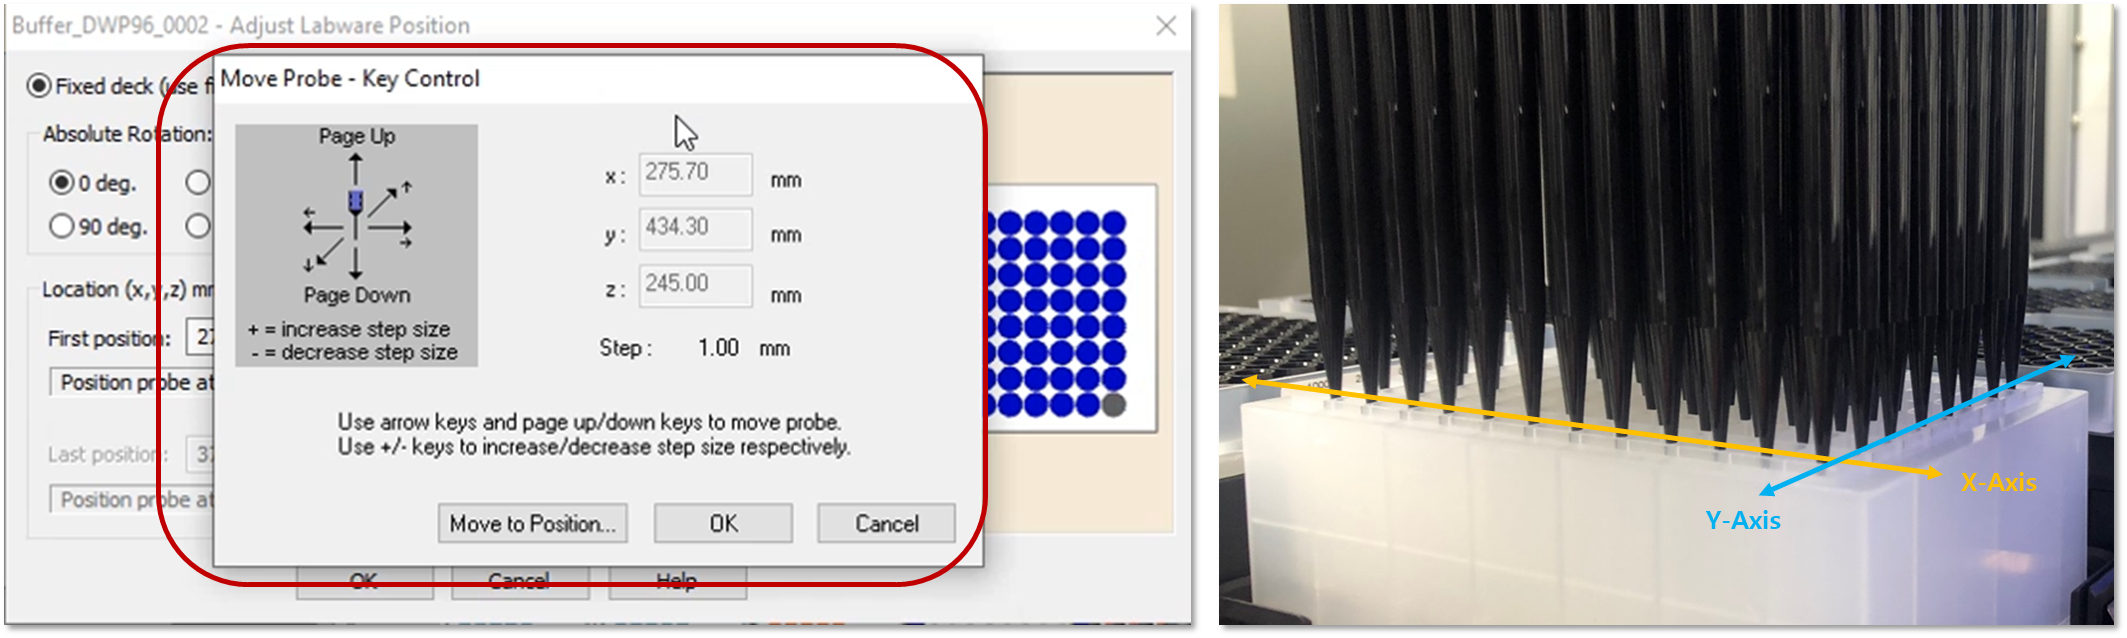 Buffer_DWP96_0002 - Adjust Labware Position
Fixed deck (use
Absolute Rotation:
0 deg.
90 deg.
Location (x,y,z)
First position:
Position probe at
Last position:
Position probe at
OK
Cancel
Help
Move Probe - Key Control
Page Up
Page Down
+ = increase step size
- = decrease step size
x: 275.70 mm
y: 434.30 mm
z: 245.00 mm
Step: 1.00 mm
Use arrow keys and page up/down keys to move probe.
Use +/- keys to increase/decrease step size respectively.
Move to Position...
OK
Cancel
X-Axis
Y-Axis